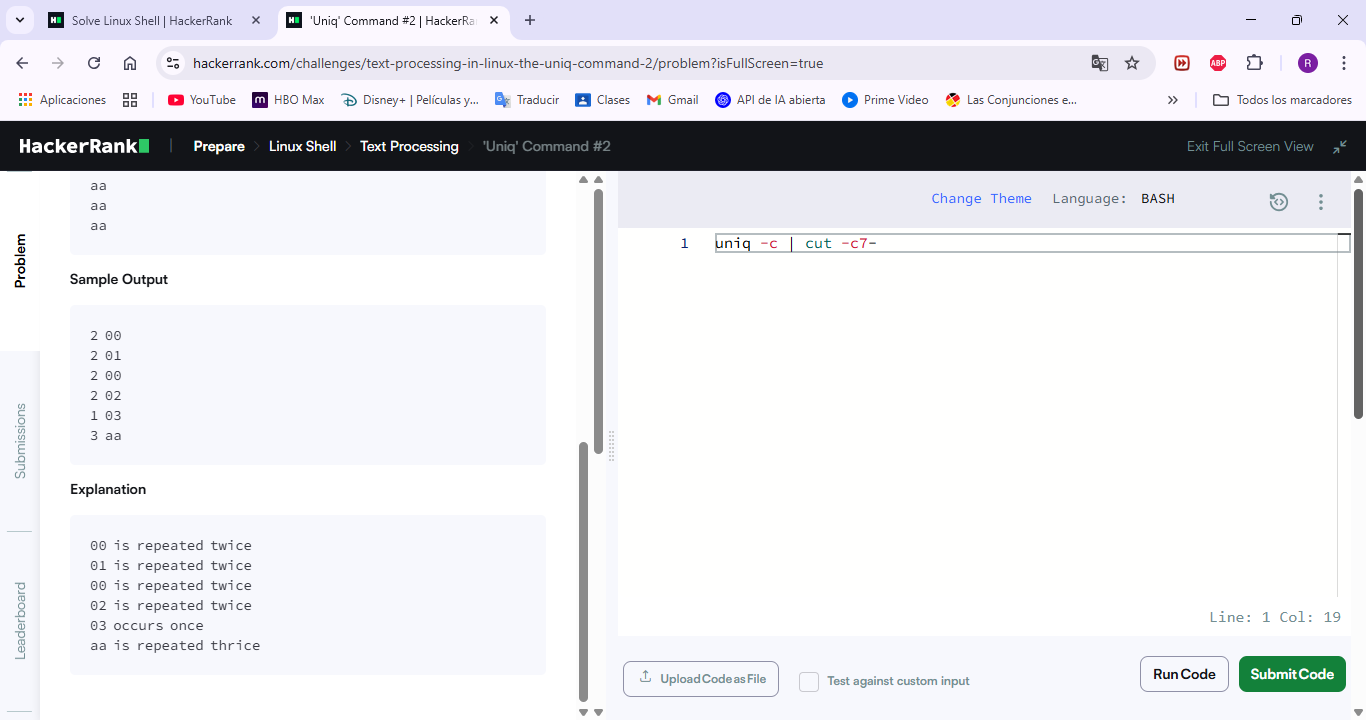 Solve Linux Shell | HackerRank
'Uniq' Command #2 | HackerRa
hackerrank.com/challenges/text-processing-in-linux-the-uniq-command-2/problem?isFullScreen=true
ABP
R
Aplicaciones
YouTube
HBO Max
Disney+ | Películas y...
Traducir
Clases
Gmail
API de IA abierta
Prime Video
Las Conjunciones e...
Todos los marcadores
HackerRank
Prepare
Linux Shell
Text Processing
'Uniq' Command #2
Exit Full Screen View
Problem
Submissions
Leaderboard
aa
aa
aa
Sample Output
2 00
2 01
2 00
2 02
1 03
3 aa
Explanation
00 is repeated twice
01 is repeated twice
00 is repeated twice
02 is repeated twice
03 occurs once
aa is repeated thrice
Change Theme
Language: BASH
1 uniq -c | cut -c7-
Line: 1 Col: 19
Upload Code as File
Test against custom input
Run Code
Submit Code